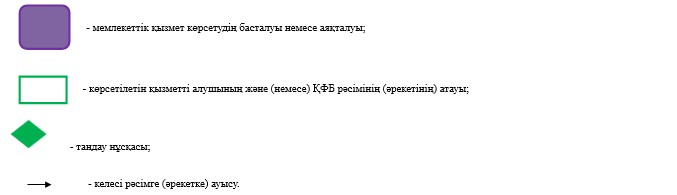 - мемлекеттік қызмет көрсетудің басталуы немесе аяқталуы;
- көрсетілетін қызметті алушының және (немесе) ҚФБ рәсімінің (әрекетінің) атауы;
- таңдау нұсқасы;
- келесі рәсімге (әрекетке) ауысу.